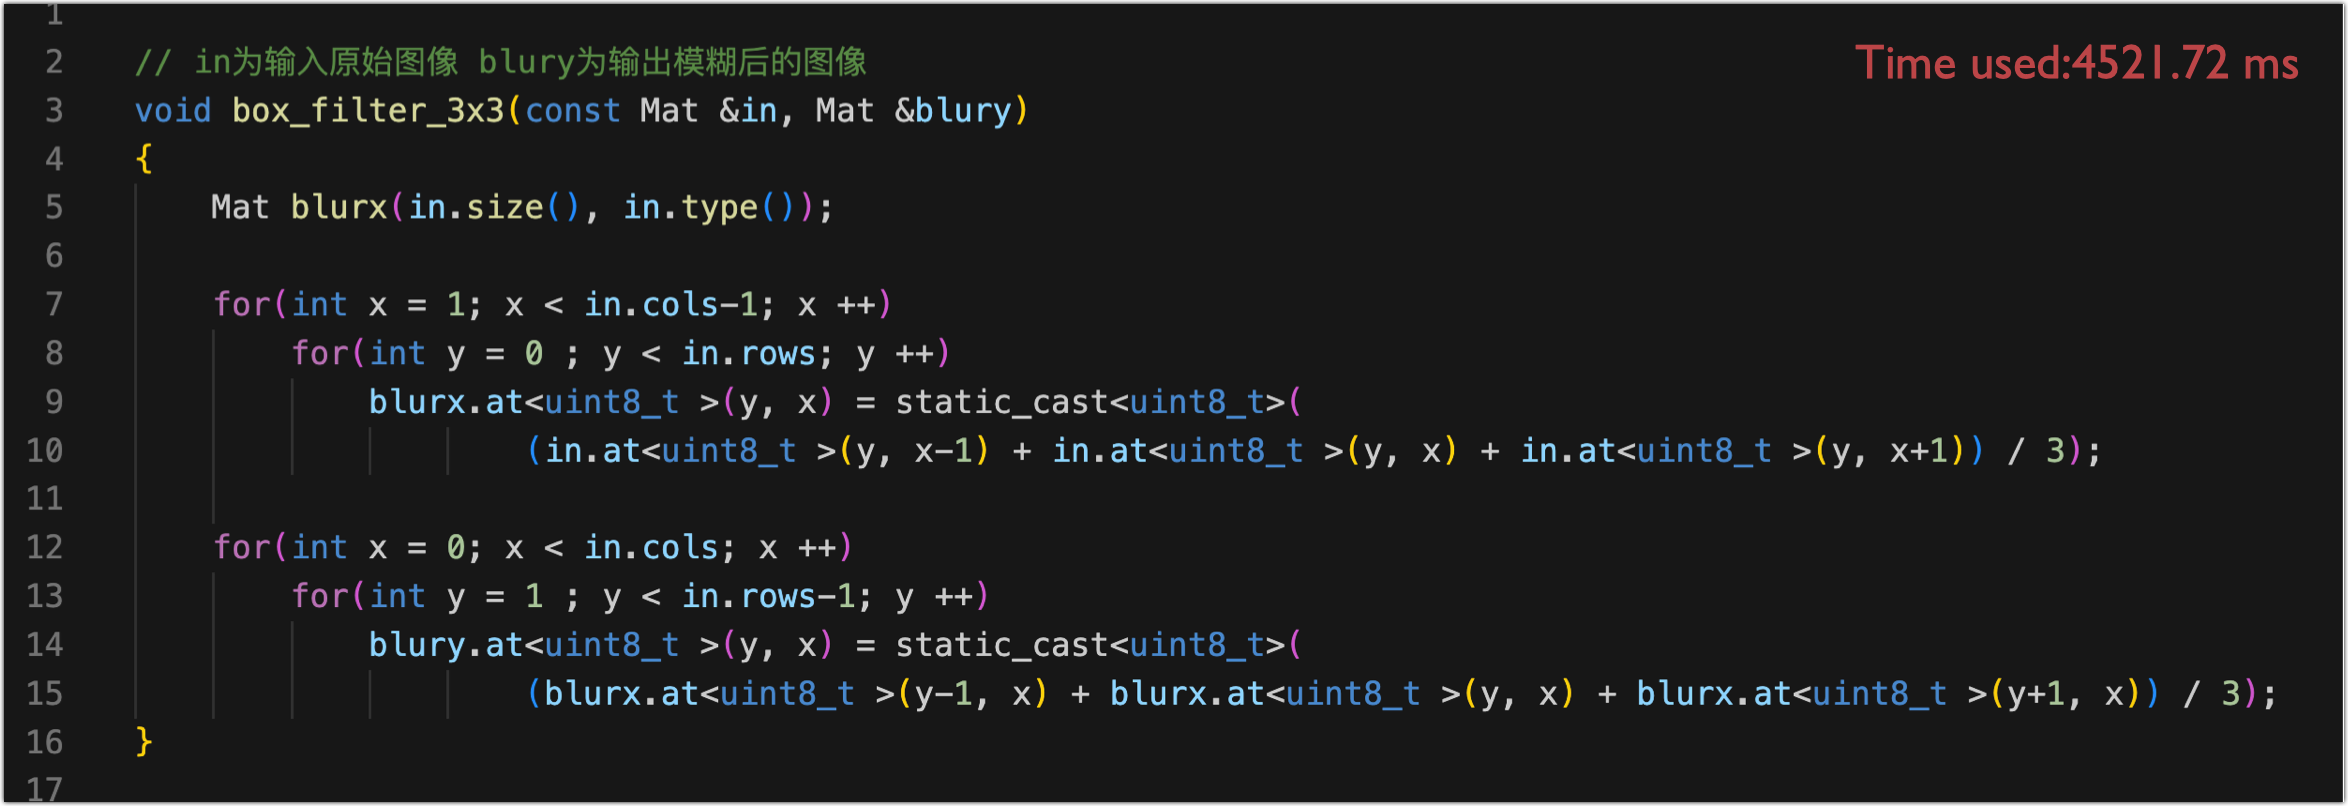 1
2 // in为输入原始图像 blury为输出模糊后的图像 Time used:4521.72 ms
3 void box_filter_3x3(const Mat &in, Mat &blury)
4 {
5     Mat blurx(in.size(), in.type());
6
7     for(int x = 1; x < in.cols-1; x ++)
8         for(int y = 0 ; y < in.rows; y ++)
9             blurx.at<uint8_t >(y, x) = static_cast<uint8_t>(
10                     (in.at<uint8_t >(y, x-1) + in.at<uint8_t >(y, x) + in.at<uint8_t >(y, x+1)) / 3);
11
12     for(int x = 0; x < in.cols; x ++)
13         for(int y = 1 ; y < in.rows-1; y ++)
14             blury.at<uint8_t >(y, x) = static_cast<uint8_t>(
15                     (blurx.at<uint8_t >(y-1, x) + blurx.at<uint8_t >(y, x) + blurx.at<uint8_t >(y+1, x)) / 3);
16 }
17